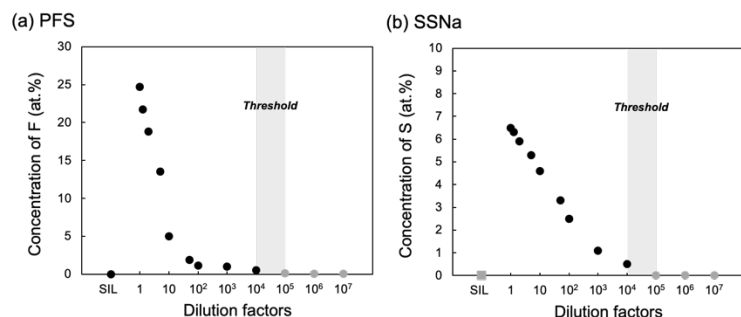 (a) PFS
Concentration of F (at.%)
30
25
20
15
10
5
0
Threshold
SIL 1 10 10² 10³ 10⁴ 10⁵ 10⁶ 10⁷
Dilution factors
(b) SSNa
Concentration of S (at.%)
10
9
8
7
6
5
4
3
2
1
0
Threshold
SIL 1 10 10² 10³ 10⁴ 10⁵ 10⁶ 10⁷
Dilution factors